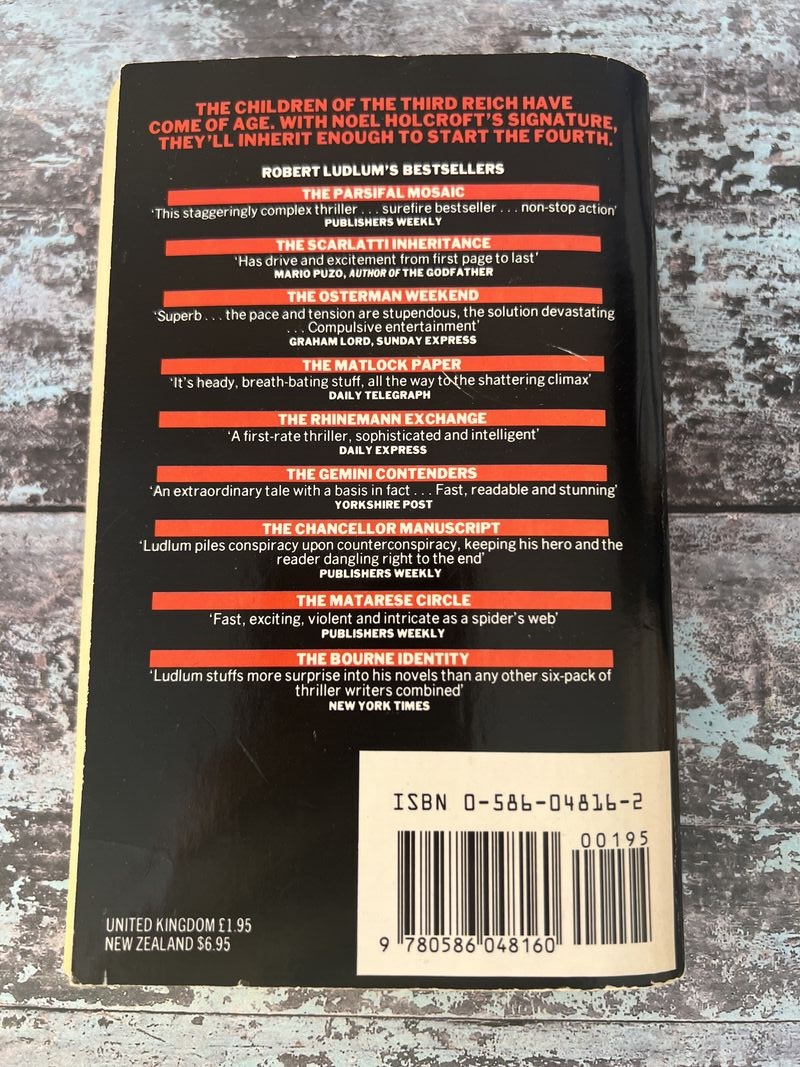 THE CHILDREN OF THE THIRD REICH HAVE
COME OF AGE. WITH NOEL HOLCROFT'S SIGNATURE,
THEY'LL INHERIT ENOUGH TO START THE FOURTH.
ROBERT LUDLUM'S BESTSELLERS
THE PARSIFAL MOSAIC
'This staggeringly complex thriller . . . surefire bestseller . . . non-stop action'
PUBLISHERS WEEKLY
THE SCARLATTI INHERITANCE
'Has drive and excitement from first page to last'
MARIO PUZO, AUTHOR OF THE GODFATHER
THE OSTERMAN WEEKEND
'Superb . . . the pace and tension are stupendous, the solution devastating
. . . Compulsive entertainment'
GRAHAM LORD, SUNDAY EXPRESS
THE MATLOCK PAPER
'It's heady, breath-bating stuff, all the way to the shattering climax'
DAILY TELEGRAPH
THE RHINEMANN EXCHANGE
'A first-rate thriller, sophisticated and intelligent'
DAILY EXPRESS
THE GEMINI CONTENDERS
'An extraordinary tale with a basis in fact . . . Fast, readable and stunning'
YORKSHIRE POST
THE CHANCELLOR MANUSCRIPT
'Ludlum piles conspiracy upon counterconspiracy, keeping his hero and the
reader dangling right to the end'
PUBLISHERS WEEKLY
THE MATARESE CIRCLE
'Fast, exciting, violent and intricate as a spider's web'
PUBLISHERS WEEKLY
THE BOURNE IDENTITY
'Ludlum stuffs more surprise into his novels than any other six-pack of
thriller writers combined'
NEW YORK TIMES
ISBN 0-586-04816-2
00195
9 780586 048160
UNITED KINGDOM £1.95
NEW ZEALAND $6.95